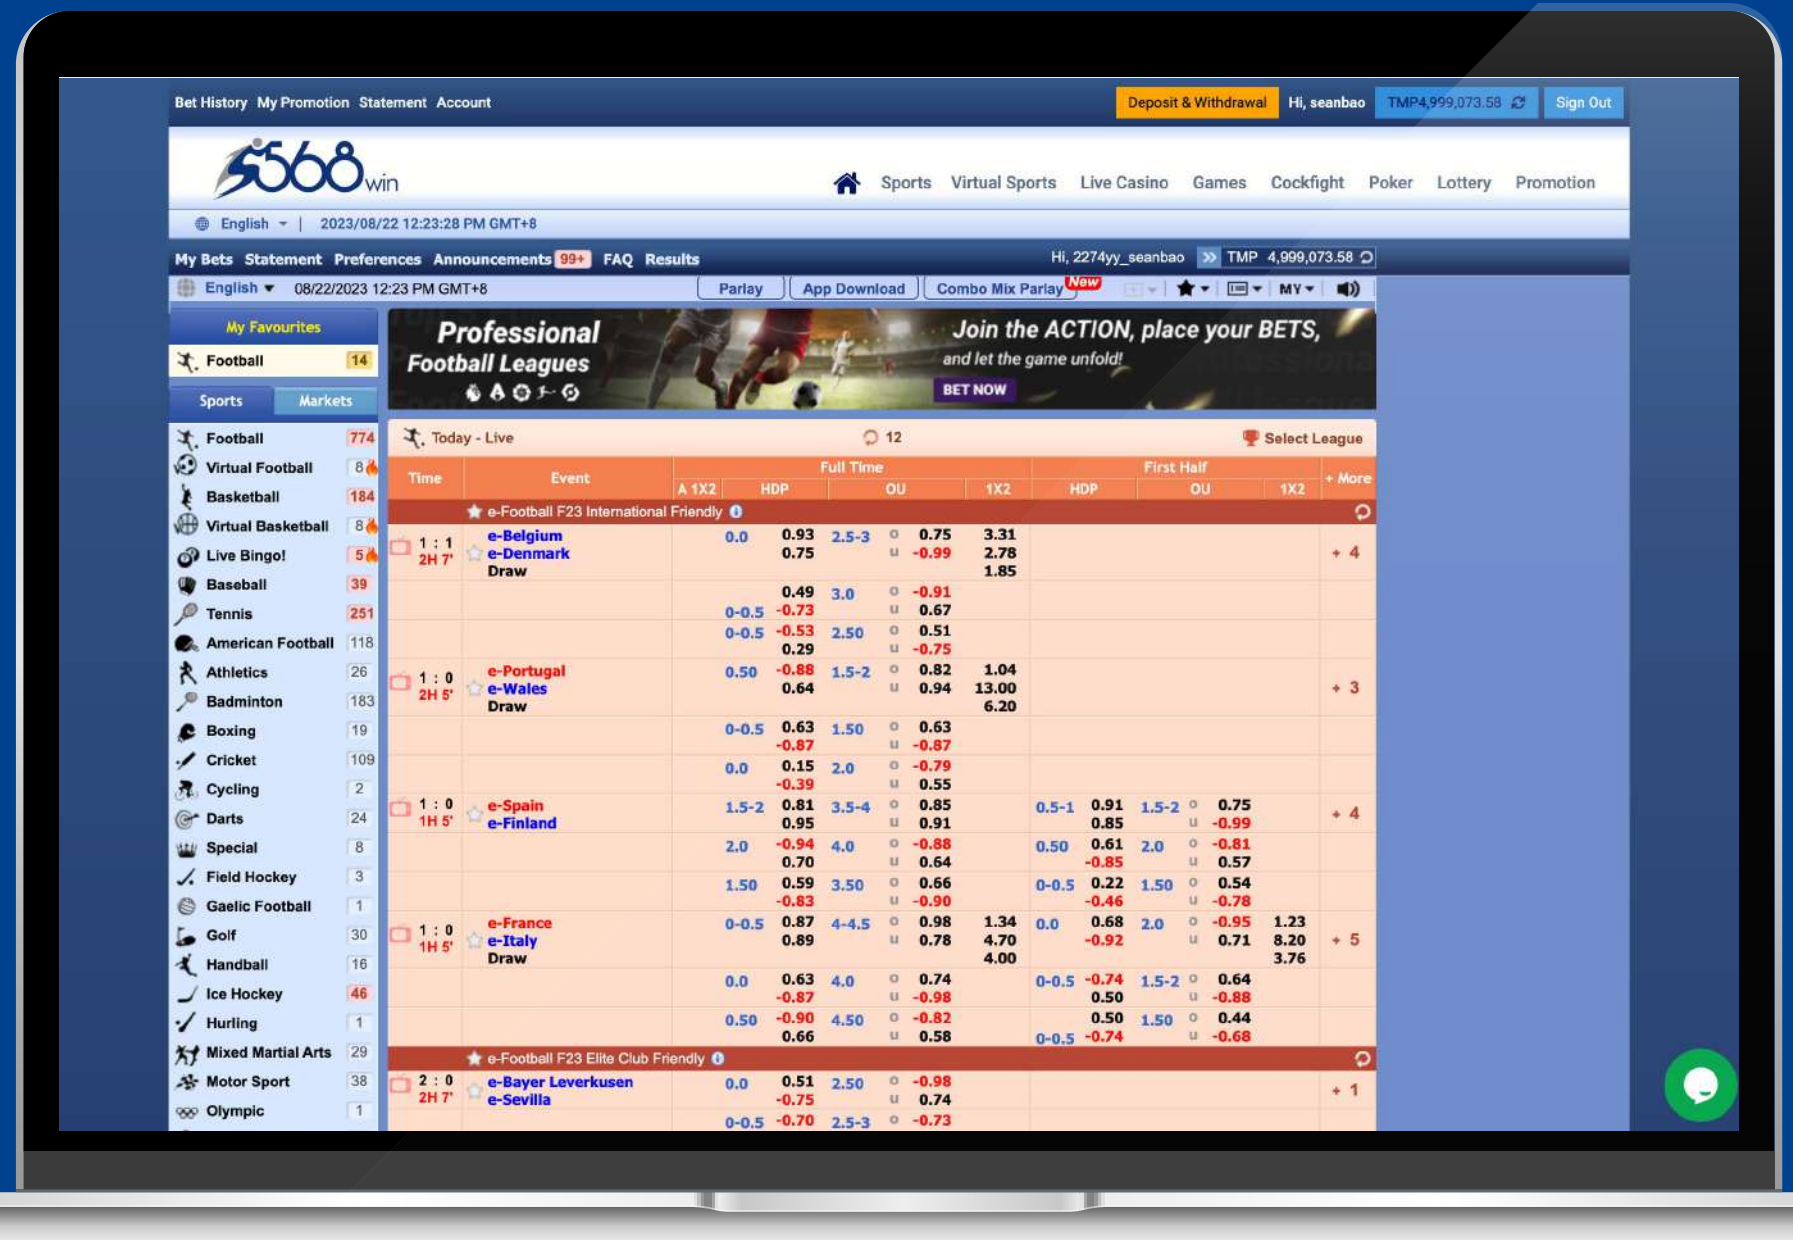 Bet History My Promotion Statement Account
Deposit & Withdrawal Hi, seanbao TMP4,999,073.58 Sign Out
568win
Sports Virtual Sports Live Casino Games Cockfight Poker Lottery Promotion
English | 2023/08/22 12:23:28 PM GMT+8
My Bets Statement Preferences Announcements 99+ FAQ Results
Hi, 2274yy_seanbao TMP 4,999,073.58
English 08/22/2023 12:23 PM GMT+8
Parlay App Download Combo Mix Parlay New MY
My Favourites
Football 14
Sports Markets
Football 774
Virtual Football 8
Basketball 184
Virtual Basketball 8
Live Bingo! 5
Baseball 39
Tennis 251
American Football 118
Athletics 26
Badminton 183
Boxing 19
Cricket 109
Cycling 2
Darts 24
Special 8
Field Hockey 3
Gaelic Football 1
Golf 30
Handball 16
Ice Hockey 46
Hurling 1
Mixed Martial Arts 29
Motor Sport 38
Olympic 1
Professional
Football Leagues
Join the ACTION, place your BETS,
and let the game unfold!
BET NOW
Today - Live 12 Select League
Time Event Full Time First Half + More
A 1X2 HDP OU 1X2 HDP OU 1X2
e-Football F23 International Friendly
1 : 1 e-Belgium 0.0 0.93 2.5-3 o 0.75 3.31
2H 7' e-Denmark 0.75 u -0.99 2.78 + 4
Draw 1.85
0.49 3.0 o -0.91
0-0.5 -0.73 u 0.67
0-0.5 -0.53 2.50 o 0.51
0.29 u -0.75
1 : 0 e-Portugal 0.50 -0.88 1.5-2 o 0.82 1.04
2H 5' e-Wales 0.64 u 0.94 13.00 + 3
Draw 6.20
0-0.5 0.63 1.50 o 0.63
-0.87 u -0.87
0.0 0.15 2.0 o -0.79
-0.39 u 0.55
1 : 0 e-Spain 1.5-2 0.81 3.5-4 o 0.85 0.5-1 0.91 1.5-2 o 0.75
1H 5' e-Finland 0.95 u 0.91 0.85 u -0.99 + 4
2.0 -0.94 4.0 o -0.88 0.50 0.61 2.0 o -0.81
0.70 u 0.64 -0.85 u 0.57
1.50 0.59 3.50 o 0.66 0-0.5 0.22 1.50 o 0.54
-0.83 u -0.90 -0.46 u -0.78
1 : 0 e-France 0-0.5 0.87 4-4.5 o 0.98 1.34 0.0 0.68 2.0 o -0.95 1.23
1H 5' e-Italy 0.89 u 0.78 4.70 -0.92 u 0.71 8.20 + 5
Draw 4.00 3.76
0.0 0.63 4.0 o 0.74 0-0.5 -0.74 1.5-2 o 0.64
-0.87 u -0.98 0.50 u -0.88
0.50 -0.90 4.50 o -0.82 0.50 1.50 o 0.44
0.66 u 0.58 0-0.5 -0.74 u -0.68
e-Football F23 Elite Club Friendly
2 : 0 e-Bayer Leverkusen 0.0 0.51 2.50 o -0.98
2H 7' e-Sevilla -0.75 u 0.74 + 1
0-0.5 -0.70 2.5-3 o -0.73